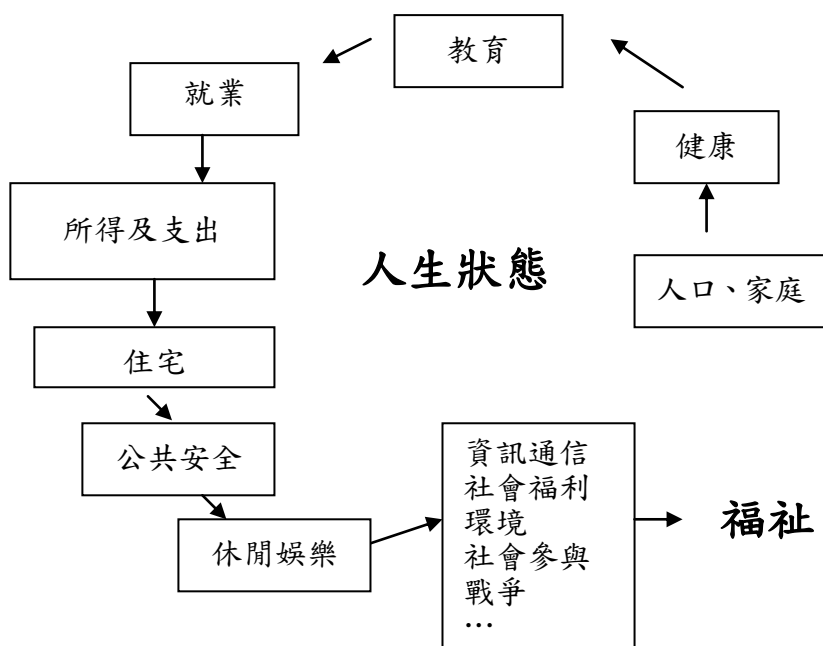 教育
就業
健康
所得及支出
人生狀態
人口、家庭
住宅
公共安全
資訊通信
社會福利
環境
社會參與
戰爭
…
福祉
休閒娛樂